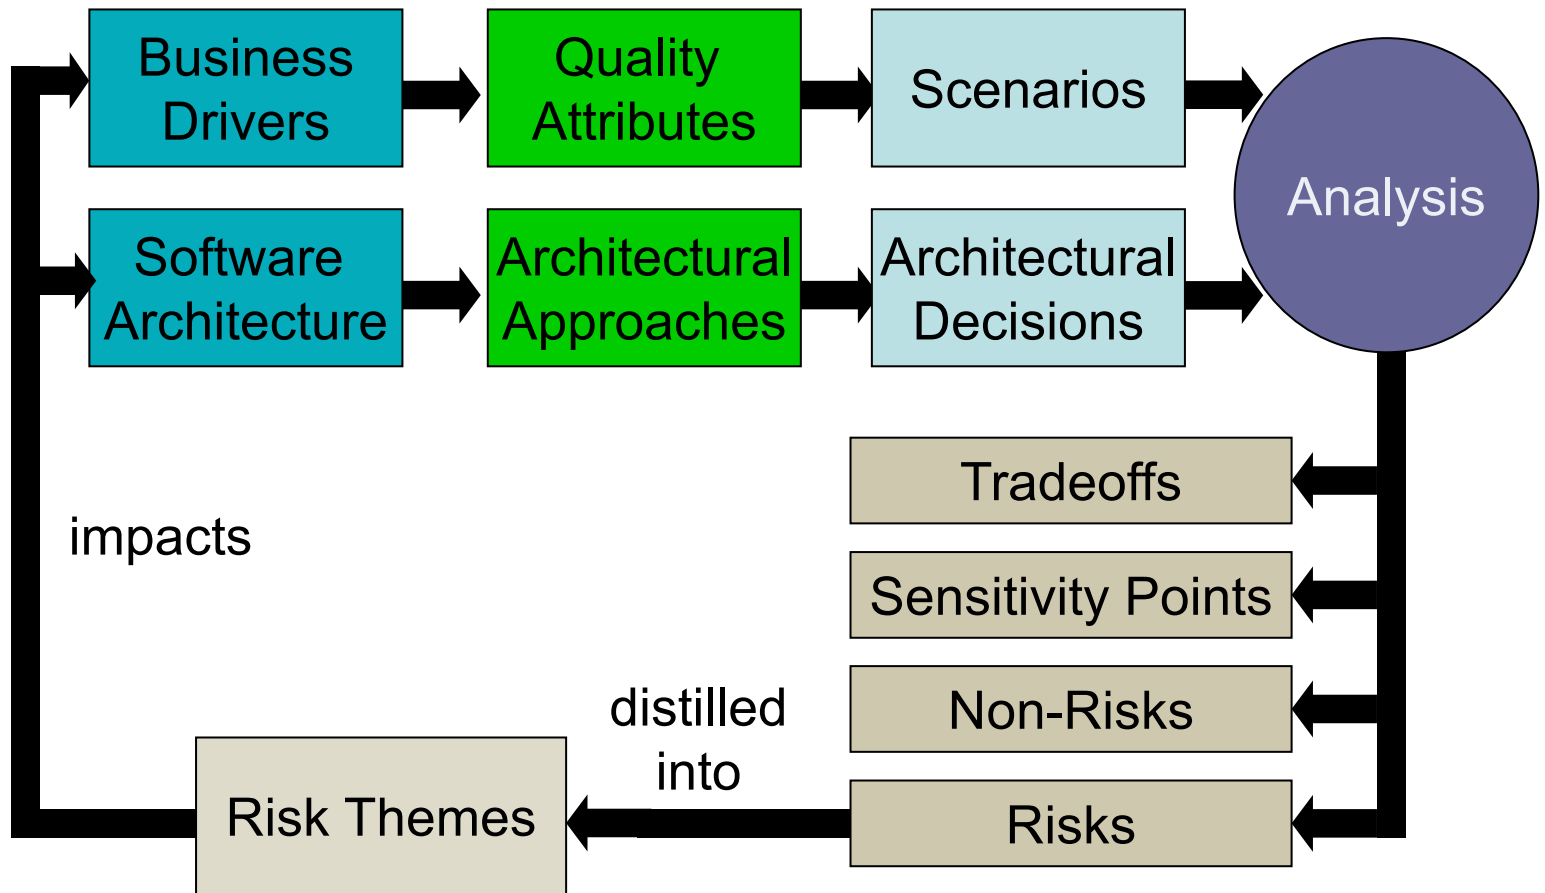 Business
Drivers
Quality
Attributes
Scenarios
Analysis
Software
Architecture
Architectural
Approaches
Architectural
Decisions
Tradeoffs
impacts
Sensitivity Points
Non-Risks
distilled
into
Risk Themes
Risks